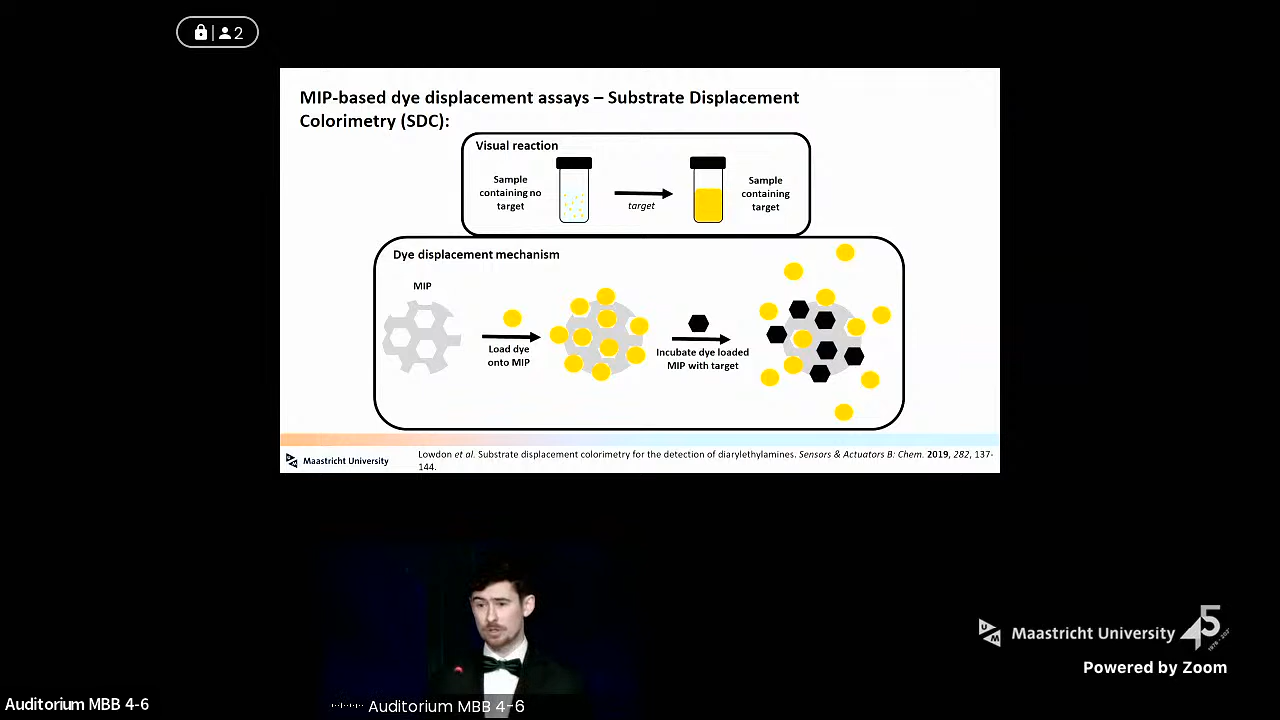 2
MIP-based dye displacement assays – Substrate Displacement
Colorimetry (SDC):
Visual reaction
Sample
containing no
target
target
Sample
containing
target
Dye displacement mechanism
MIP
Load dye
onto MIP
Incubate dye loaded
MIP with target
Maastricht University
Lowdon et al. Substrate displacement colorimetry for the detection of diarylethylamines. Sensors & Actuators B: Chem. 2019, 282, 137-
144.
Maastricht University 45
Powered by Zoom
Auditorium MBB 4-6
Auditorium MBB 4-6